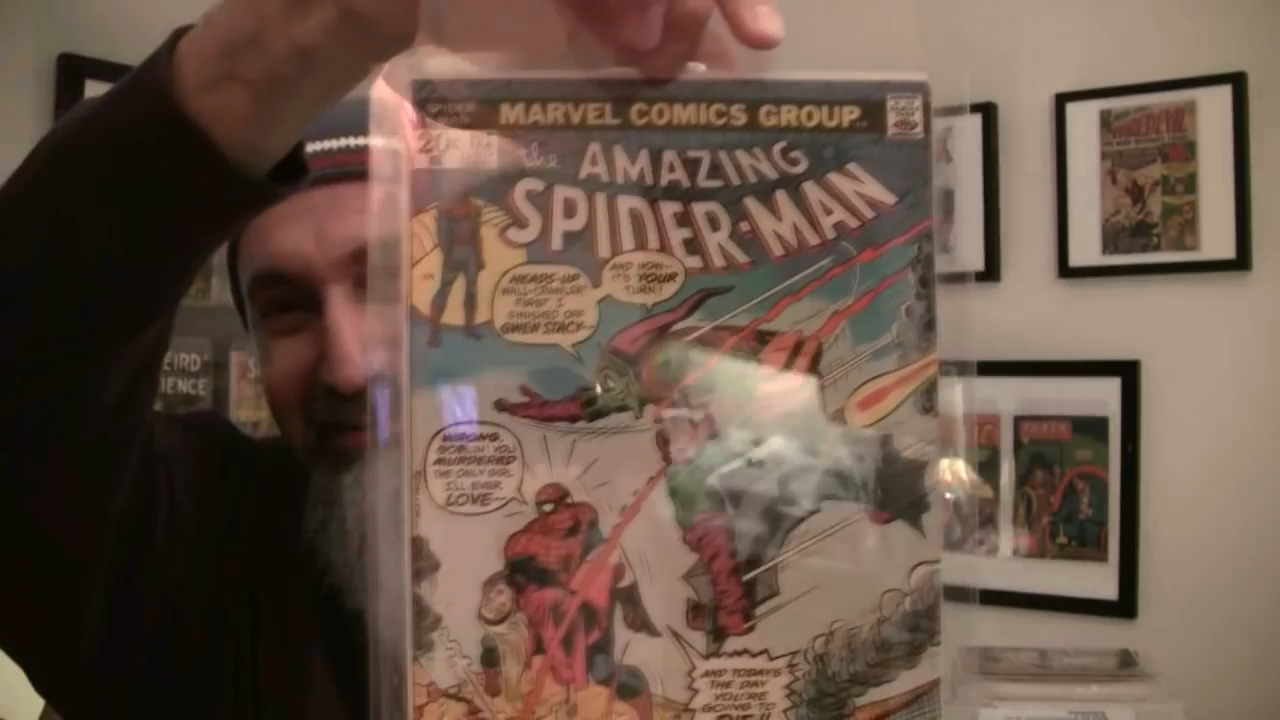 MARVEL COMICS GROUP
SPIDER
20¢
the AMAZING
SPIDER-MAN
HEADS-UP
WALL-CRAWLER!
FIRST, I
FINISHED OFF
GWEN STACY--
AND NOW--
IT'S YOUR
TURN!
WRONG,
GOBLIN! YOU
MURDERED
THE ONLY GIRL
I'LL EVER
LOVE--
AND TODAY'S
THE DAY
YOU'RE
GOING TO
DIE!!
EIRD
IENCE
DAREDEVIL